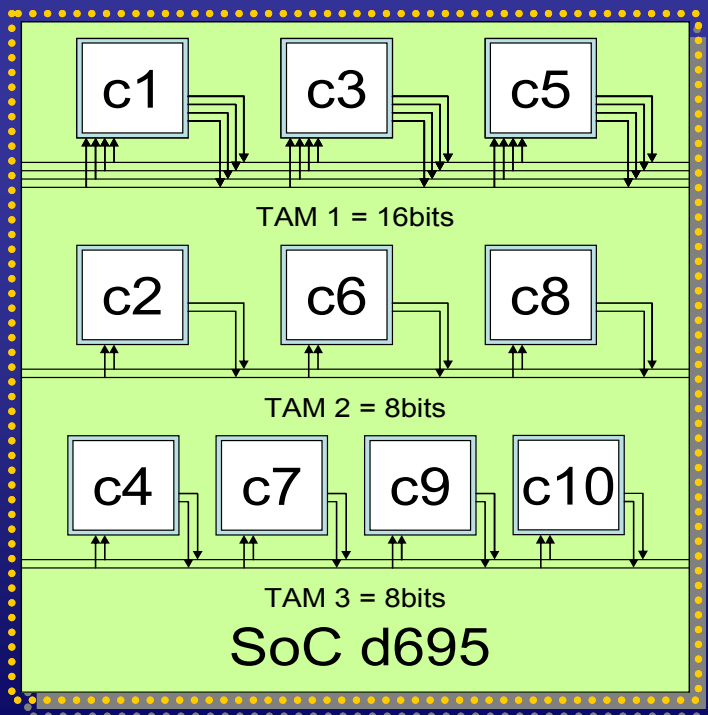 c1 c3 c5
TAM 1 = 16bits
c2 c6 c8
TAM 2 = 8bits
c4 c7 c9 c10
TAM 3 = 8bits
SoC d695